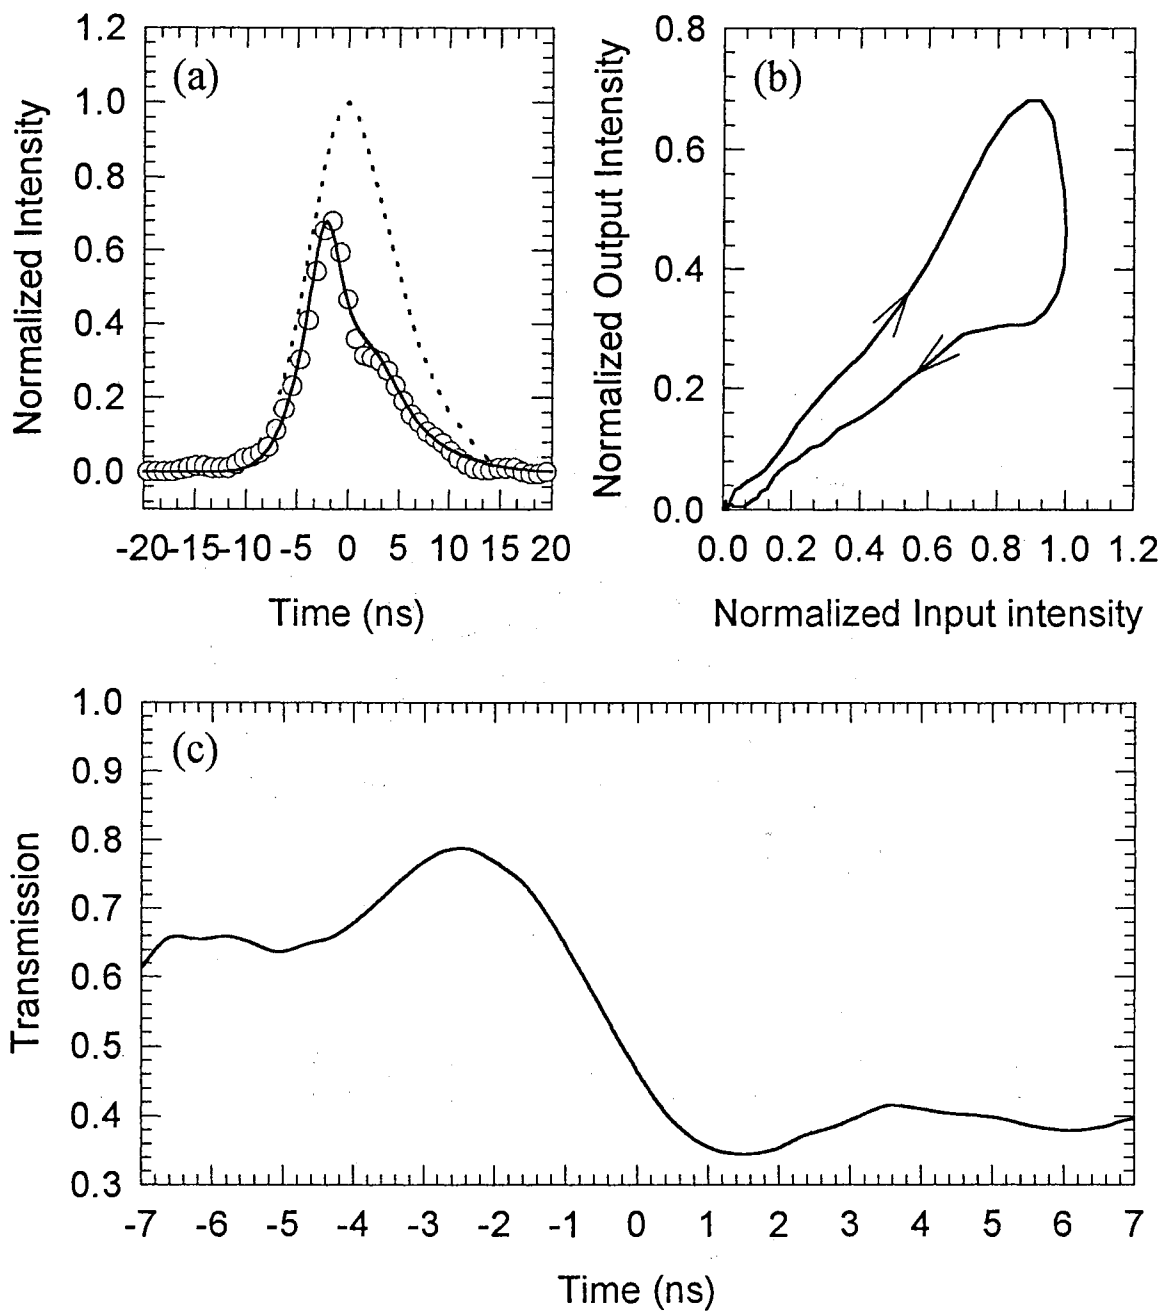 (a)
Normalized Intensity
1.2
1.0
0.8
0.6
0.4
0.2
0.0
-20 -15 -10 -5 0 5 10 15 20
Time (ns)
(b)
Normalized Output Intensity
0.8
0.6
0.4
0.2
0.0
0.0 0.2 0.4 0.6 0.8 1.0 1.2
Normalized Input intensity
(c)
Transmission
1.0
0.9
0.8
0.7
0.6
0.5
0.4
0.3
-7 -6 -5 -4 -3 -2 -1 0 1 2 3 4 5 6 7
Time (ns)